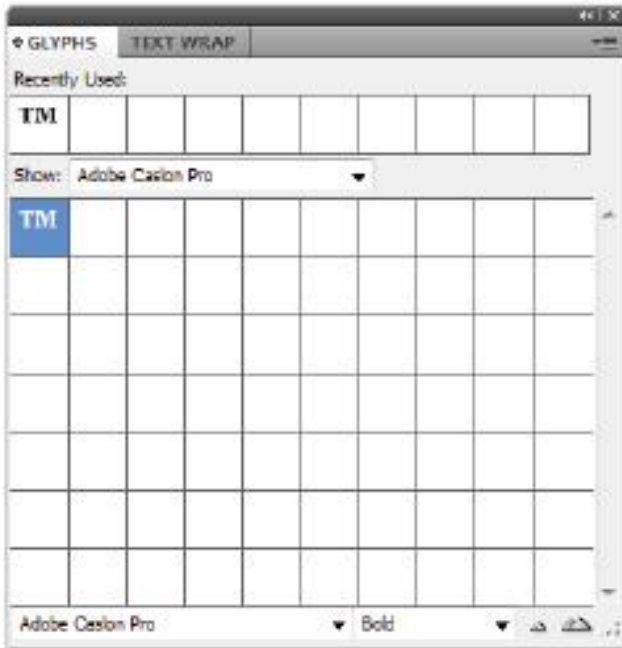 GLYPHS TEXT WRAP
Recently Used:
TM
Show: Adobe Caslon Pro
TM
Adobe Caslon Pro Bold